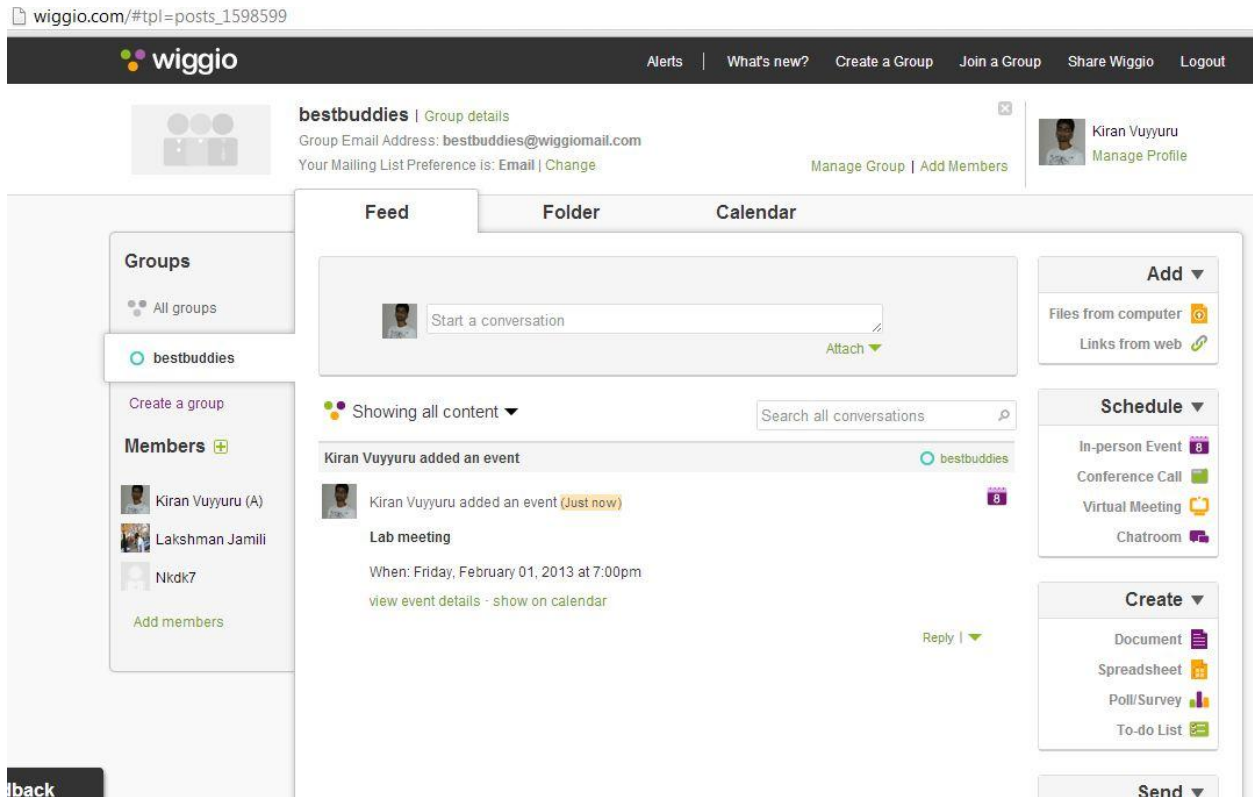 wiggio.com/#tpl=posts_1598599
wiggio
Alerts | What's new? Create a Group Join a Group Share Wiggio Logout
bestbuddies | Group details
Group Email Address: bestbuddies@wiggiomail.com
Your Mailing List Preference is: Email | Change
Manage Group | Add Members
Kiran Vuyyuru
Manage Profile
Feed Folder Calendar
Groups
All groups
bestbuddies
Create a group
Members
Kiran Vuyyuru (A)
Lakshman Jamili
Nkdk7
Add members
Start a conversation
Attach
Showing all content
Search all conversations
Kiran Vuyyuru added an event
bestbuddies
Kiran Vuyyuru added an event (Just now)
8
Lab meeting
When: Friday, February 01, 2013 at 7:00pm
view event details · show on calendar
Reply |
Add
Files from computer
Links from web
Schedule
In-person Event 8
Conference Call
Virtual Meeting
Chatroom
Create
Document
Spreadsheet
Poll/Survey
To-do List
Send
dback